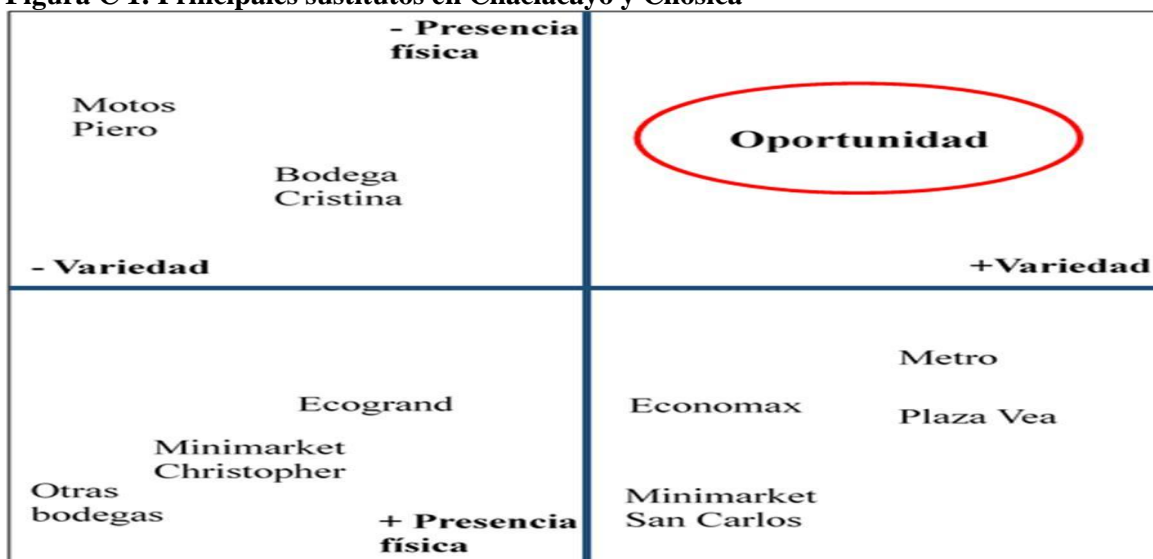 Figura C 1. Principales sustitutos en Chaclacayo y Chosica
- Presencia
física
Motos
Piero
Oportunidad
Bodega
Cristina
- Variedad
+Variedad
Metro
Ecogrand
Economax
Plaza Vea
Minimarket
Christopher
Otras
bodegas
Minimarket
San Carlos
+ Presencia
física